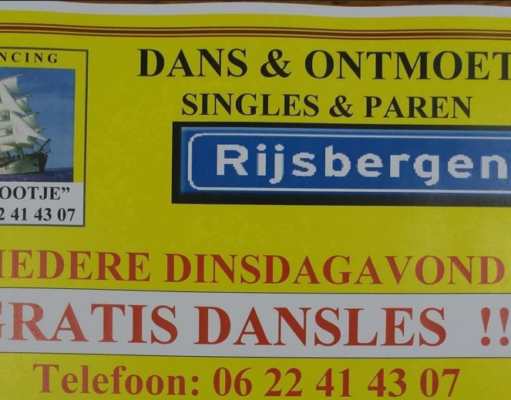 NCING
DANS & ONTMOET
SINGLES & PAREN
Rijsbergen
OOTJE”
2 41 43 07
IEDERE DINSDAGAVOND
GRATIS DANSLES !!
Telefoon: 06 22 41 43 07